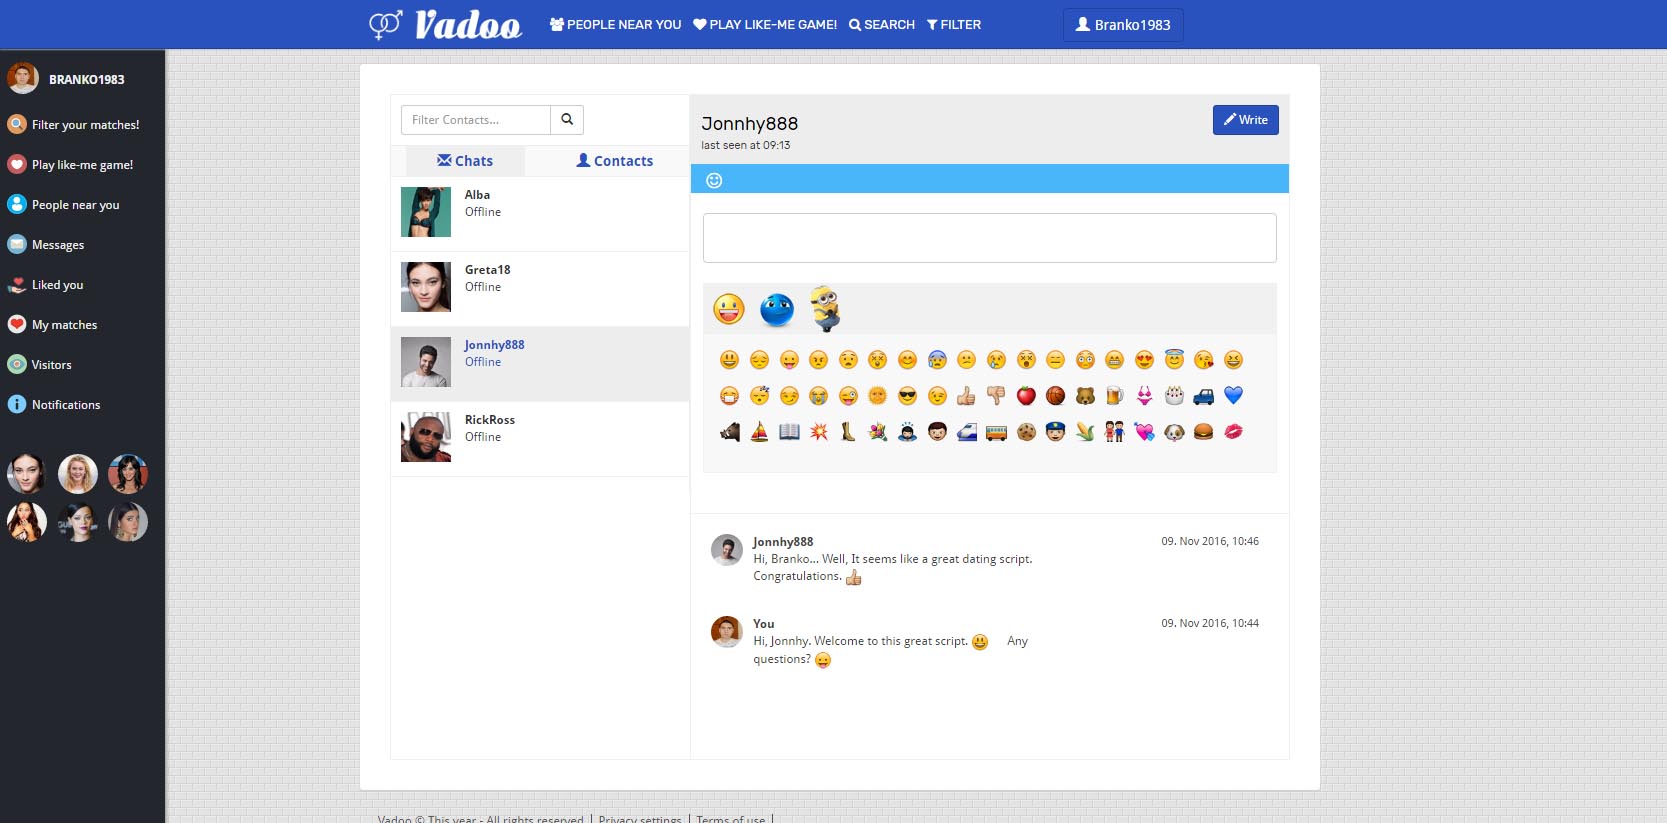 Vadoo
PEOPLE NEAR YOU
PLAY LIKE-ME GAME!
SEARCH
FILTER
Branko1983
BRANKO1983
Filter your matches!
Play like-me game!
People near you
Messages
Liked you
My matches
Visitors
Notifications
Filter Contacts...
Chats
Contacts
Alba
Offline
Greta18
Offline
Jonnhy888
Offline
RickRoss
Offline
Jonnhy888
last seen at 09:13
Write
Jonnhy888
09. Nov 2016, 10:46
Hi, Branko... Well, It seems like a great dating script.
Congratulations.
You
09. Nov 2016, 10:44
Hi, Jonnhy. Welcome to this great script. Any
questions?
Vadoo © This year - All rights reserved | Privacy settings | Terms of use |